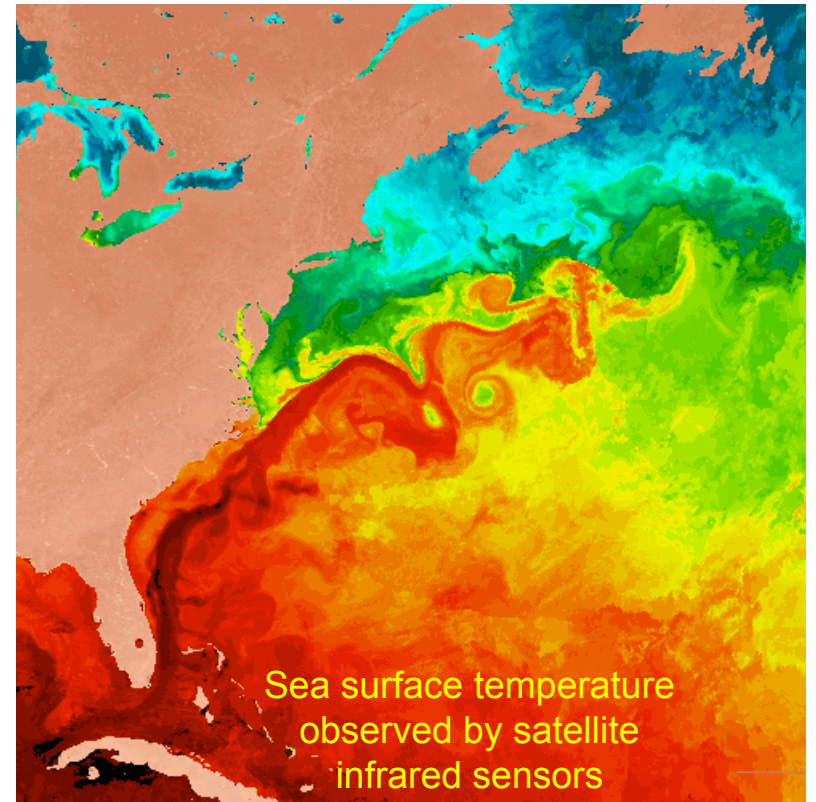 Sea surface temperature
observed by satellite
infrared sensors